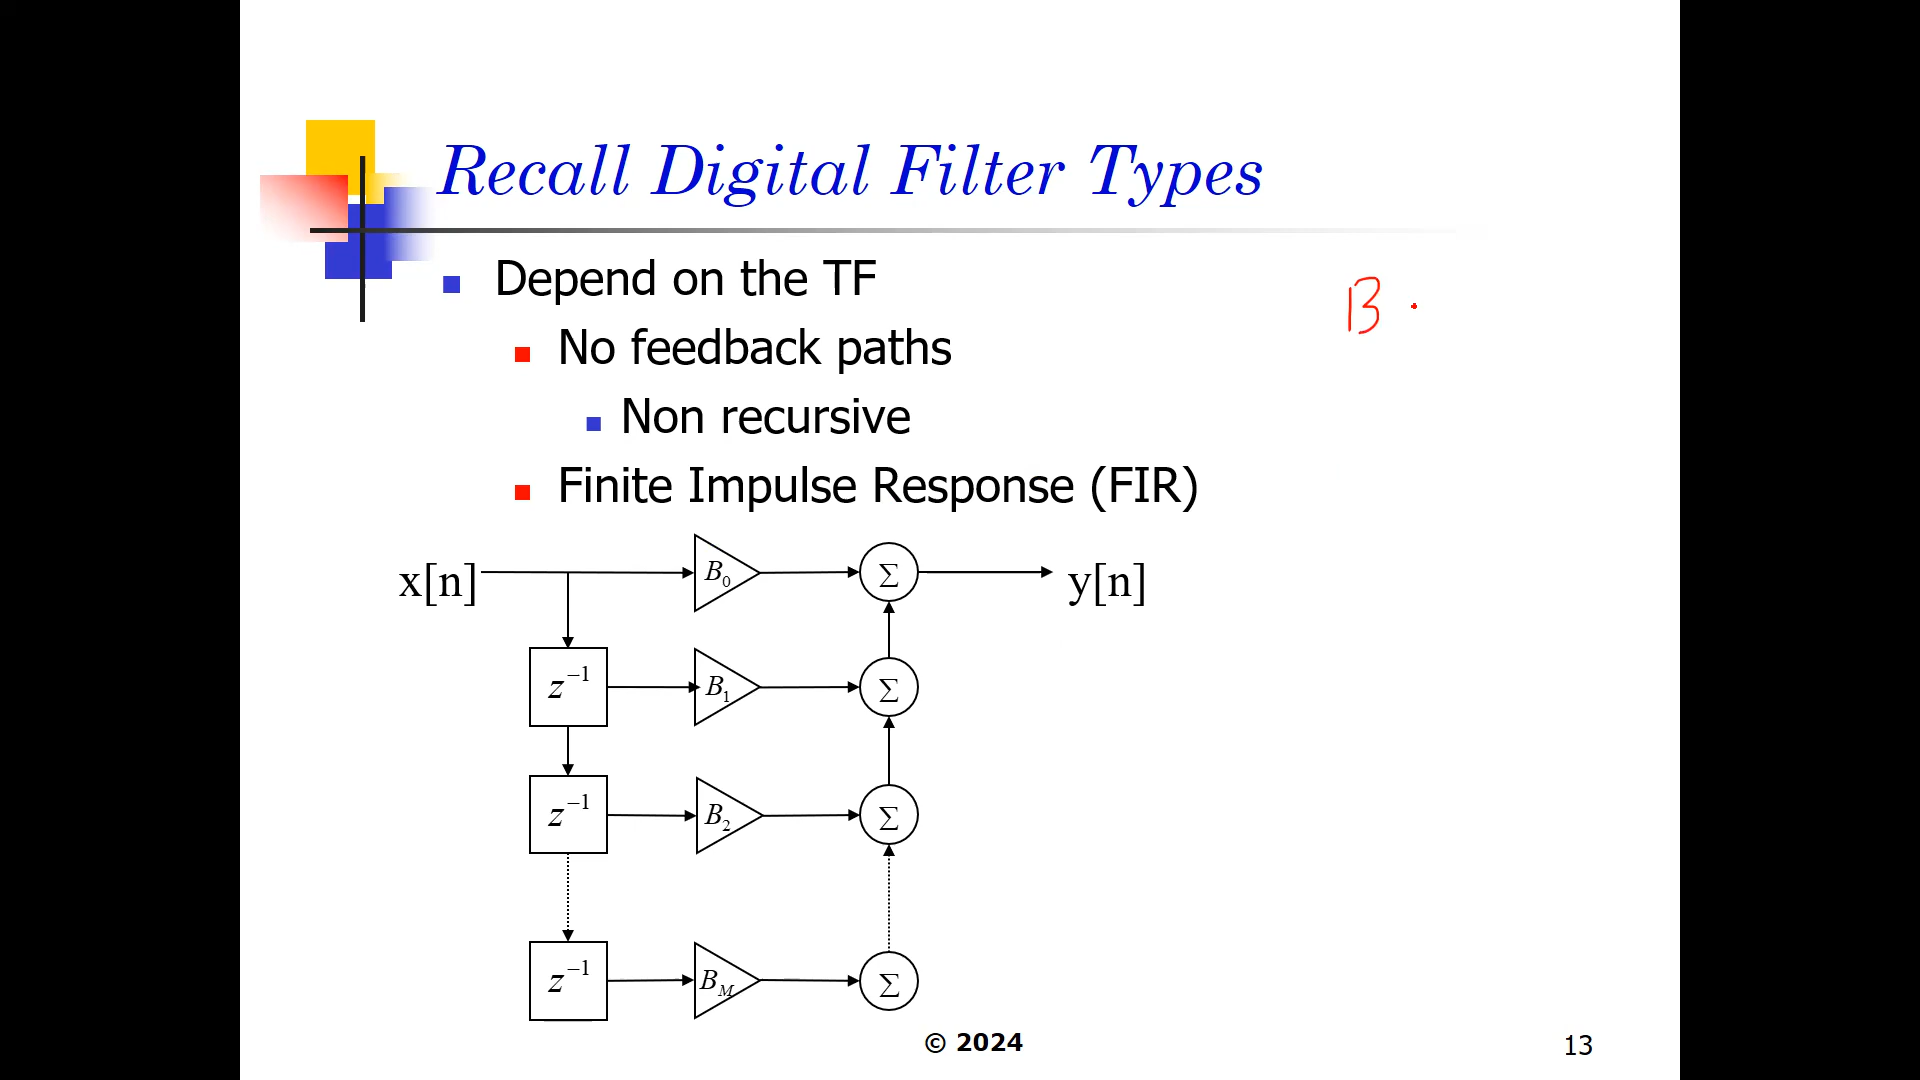 Recall Digital Filter Types
Depend on the TF
B .
No feedback paths
Non recursive
Finite Impulse Response (FIR)
x[n] B₀ ∑ y[n]
z⁻¹ B₁ ∑
z⁻¹ B₂ ∑
z⁻¹ B_M ∑
© 2024
13